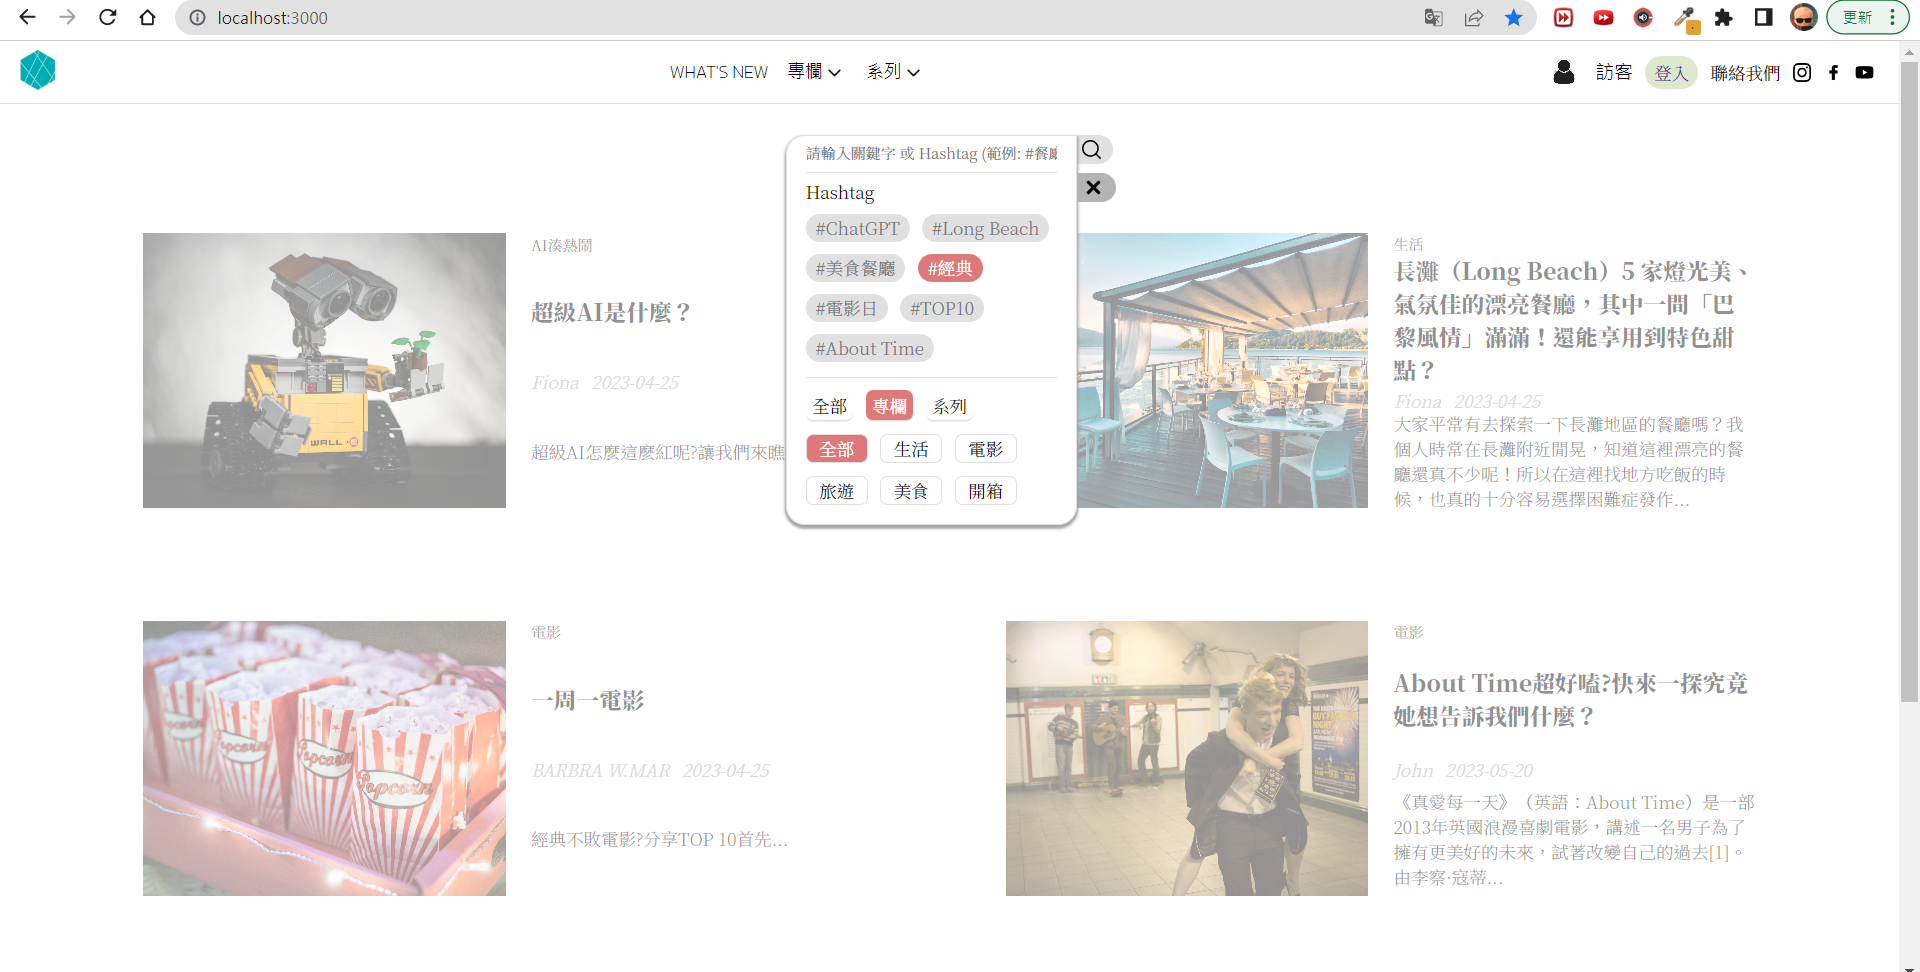 localhost:3000
更新
WHAT'S NEW 專欄 系列
訪客 登入 聯絡我們
請輸入關鍵字 或 Hashtag (範例: #餐廳
Hashtag
#ChatGPT #Long Beach
#美食餐廳 #經典
#電影日 #TOP10
#About Time
全部 專欄 系列
全部 生活 電影
旅遊 美食 開箱
AI湊熱鬧
超級AI是什麼？
Fiona 2023-04-25
超級AI怎麼這麼紅呢?讓我們來瞧
WALL
生活
長灘（Long Beach）5 家燈光美、
氣氛佳的漂亮餐廳，其中一間「巴
黎風情」滿滿！還能享用到特色甜
點？
Fiona 2023-04-25
大家平常有去探索一下長灘地區的餐廳嗎？我
個人時常在長灘附近閒晃，知道這裡漂亮的餐
廳還真不少呢！所以在這裡找地方吃飯的時
候，也真的十分容易選擇困難症發作...
電影
一周一電影
BARBRA W.MAR 2023-04-25
經典不敗電影?分享TOP 10首先...
Popcorn
Popcorn
Popcorn
電影
About Time超好嗑?快來一探究竟
她想告訴我們什麼？
John 2023-05-20
《真愛每一天》（英語：About Time）是一部
2013年英國浪漫喜劇電影，講述一名男子為了
擁有更美好的未來，試著改變自己的過去[1]。
由李察·寇蒂...